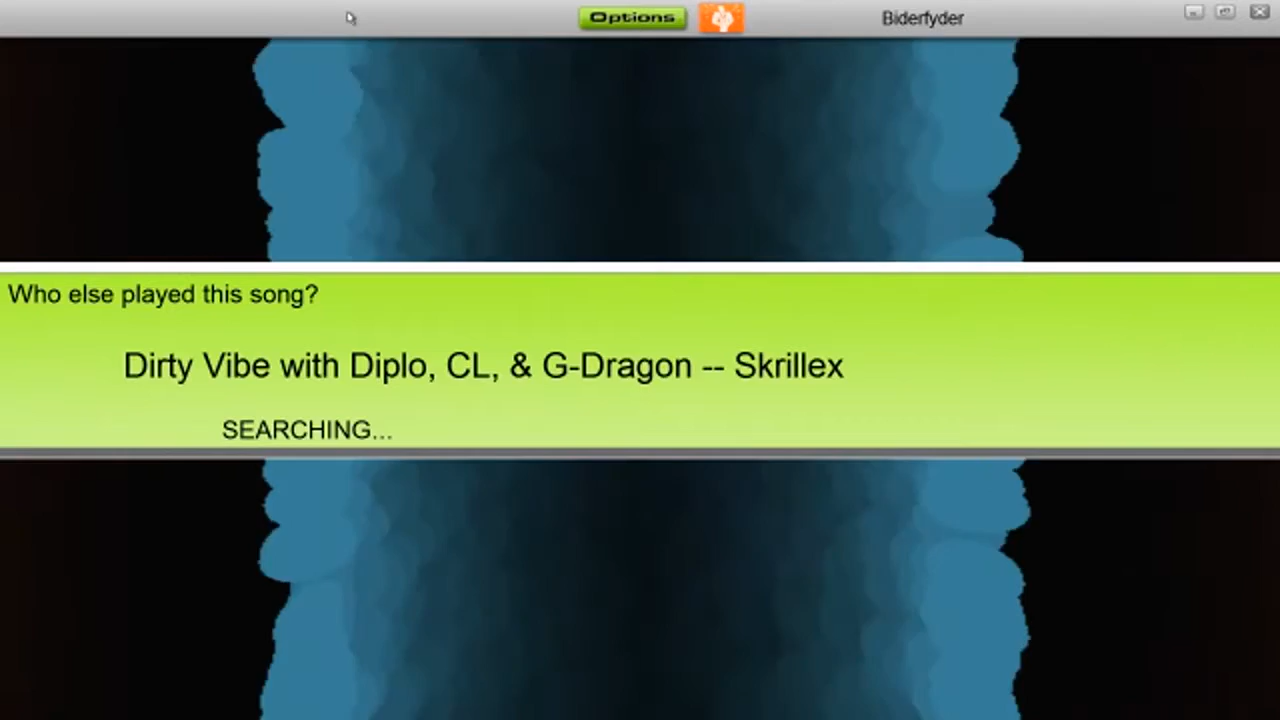 Options
Biderfyder
Who else played this song?
Dirty Vibe with Diplo, CL, & G-Dragon -- Skrillex
SEARCHING...